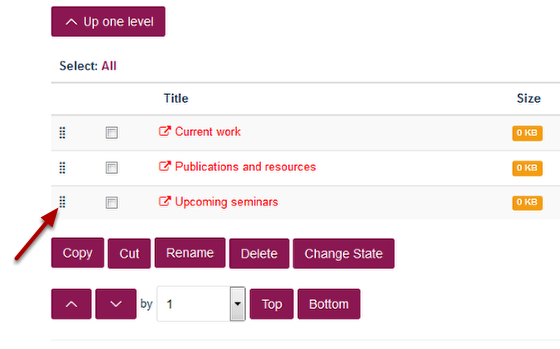 Up one level
Select: All
Title Size
Current work 0 KB
Publications and resources 0 KB
Upcoming seminars 0 KB
Copy Cut Rename Delete Change State
by 1 Top Bottom